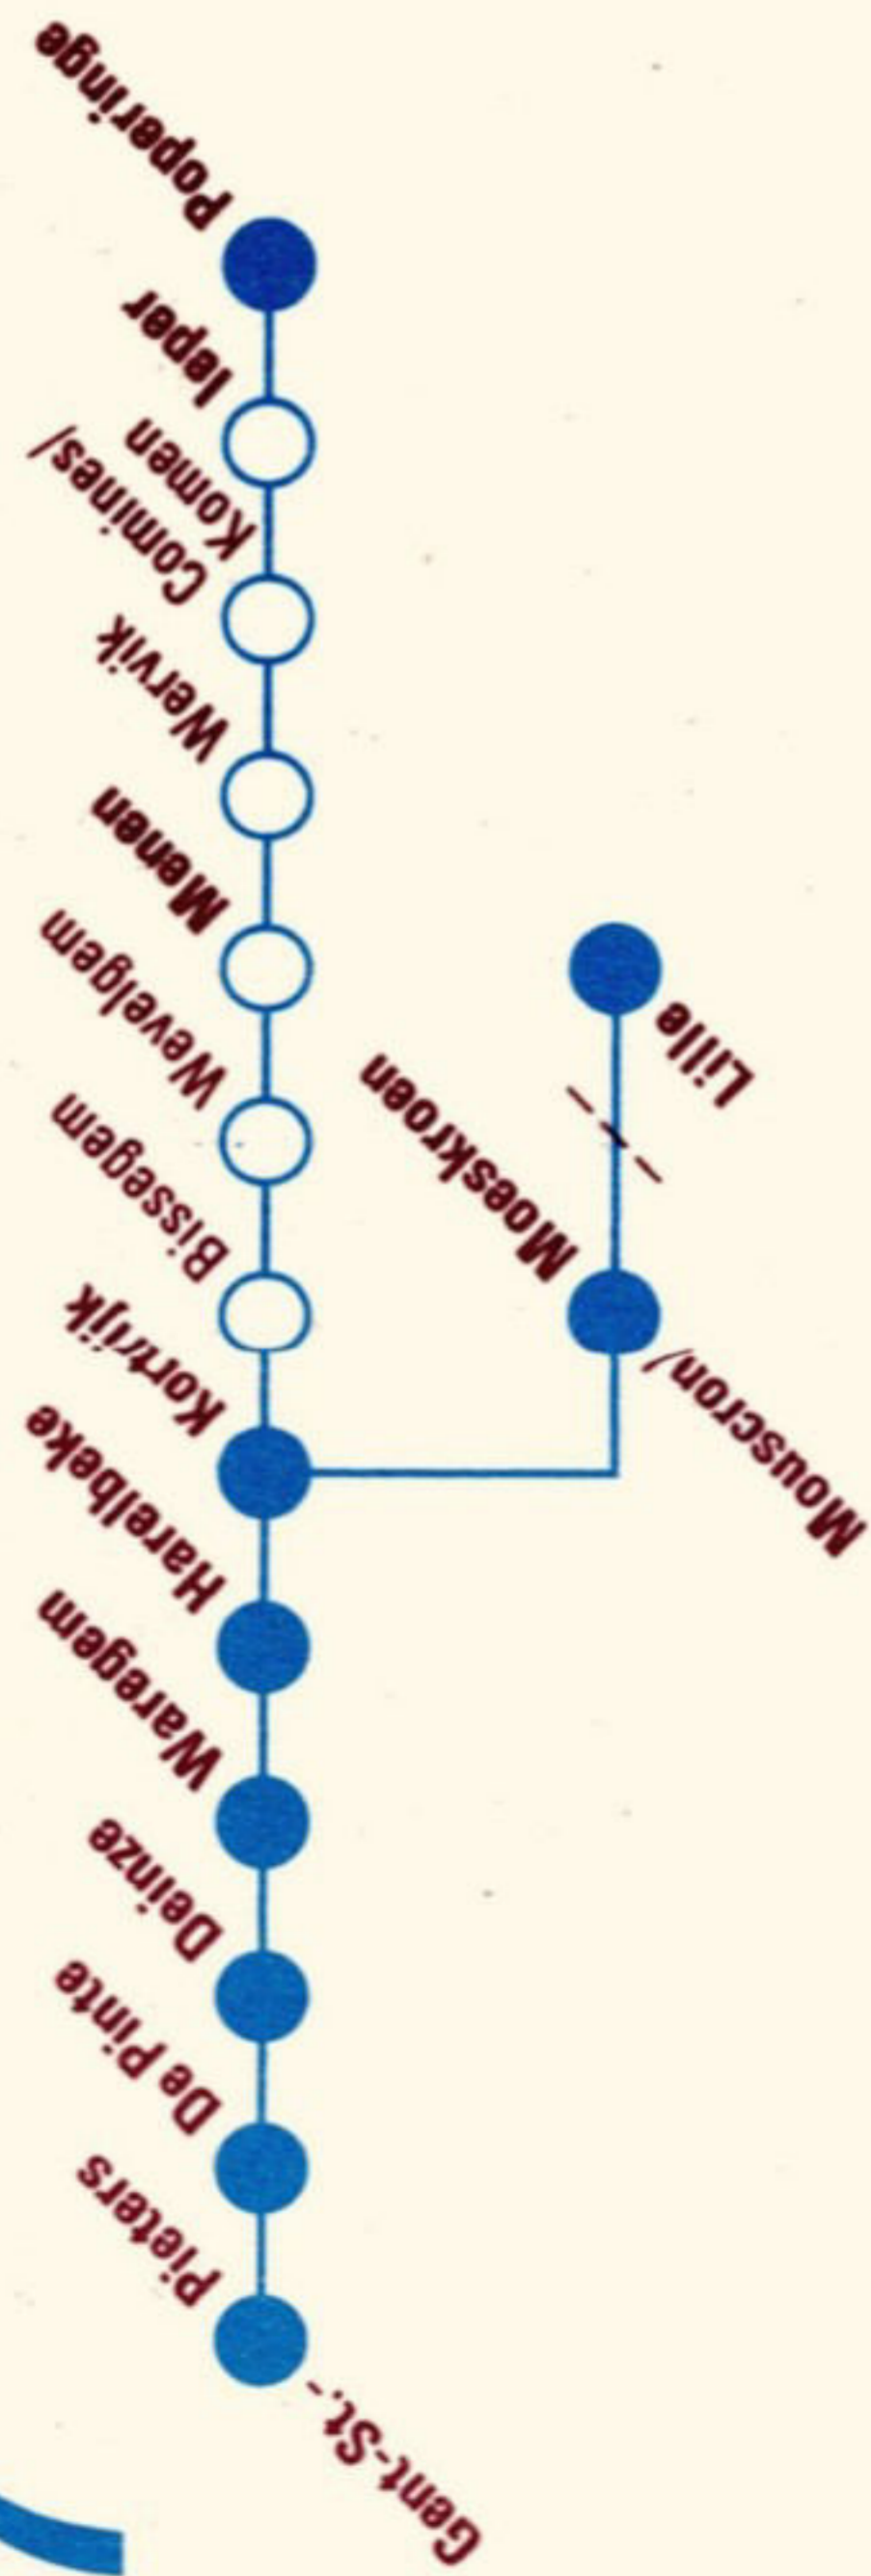 Poperinge
Ieper
Comines/
Komen
Wervik
Menen
Wevelgem
Bissegem
Kortrijk
Harelbeke
Waregem
Deinze
De Pinte
Gent-St.-
Pieters
Lille
Mouscron/
Moeskroen